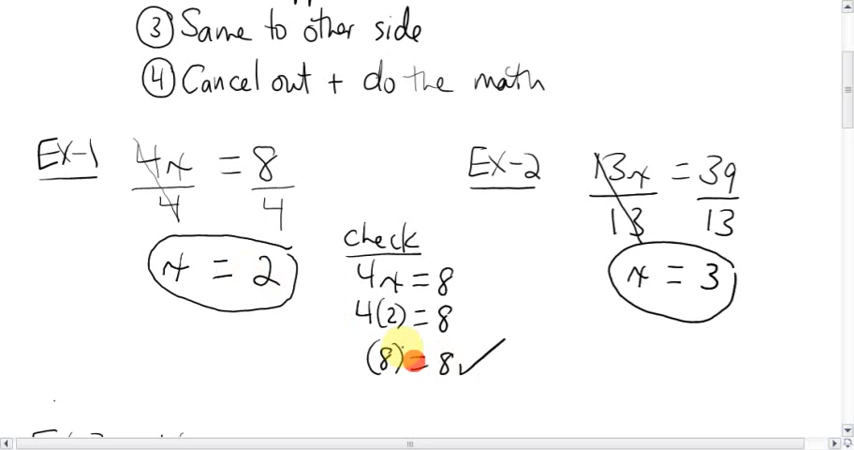 ③ Same to other side
④ Cancel out + do the math
Ex-1
4x = 8
4 4
x = 2
check
4x = 8
4(2) = 8
(8) = 8 ✓
Ex-2
13x = 39
13 13
x = 3